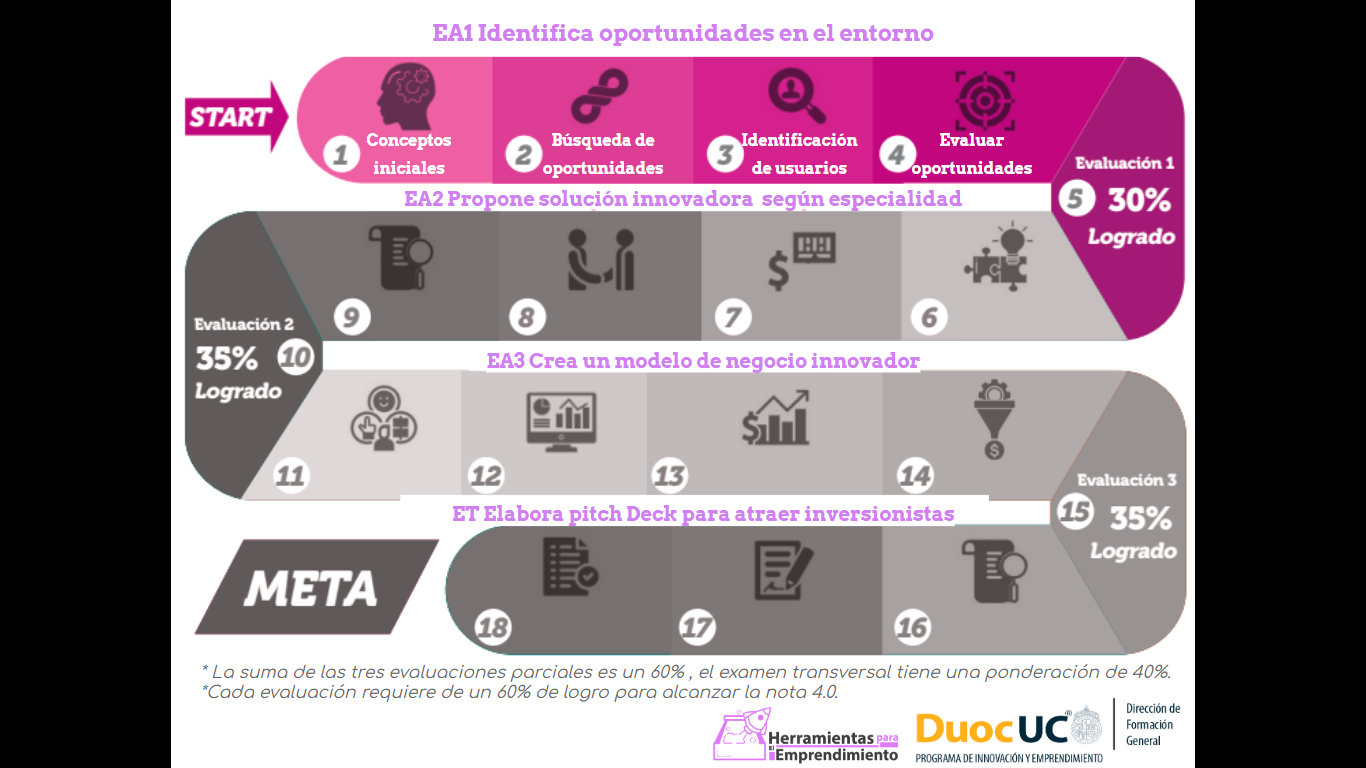 EA1 Identifica oportunidades en el entorno
START
1
Conceptos
iniciales
2
Búsqueda de
oportunidades
3
Identificación
de usuarios
4
Evaluar
oportunidades
Evaluación 1
5
30%
Logrado
EA2 Propone solución innovadora según especialidad
9
8
7
6
Evaluación 2
35%
10
Logrado
EA3 Crea un modelo de negocio innovador
11
12
13
14
Evaluación 3
15
35%
Logrado
ET Elabora pitch Deck para atraer inversionistas
META
18
17
16
* La suma de las tres evaluaciones parciales es un 60% , el examen transversal tiene una ponderación de 40%.
*Cada evaluación requiere de un 60% de logro para alcanzar la nota 4.0.
Herramientas para
el Emprendimiento
Duoc UC®
PROGRAMA DE INNOVACIÓN Y EMPRENDIMIENTO
Dirección de
Formación
General